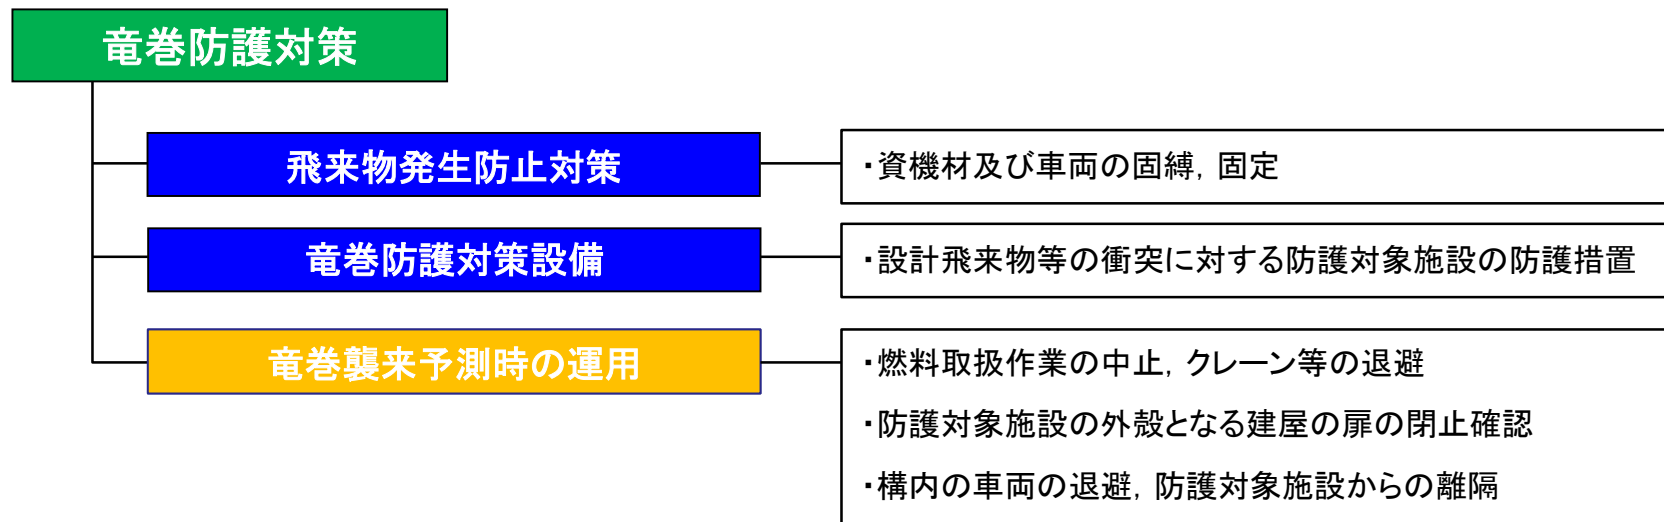 竜巻防護対策
飛来物発生防止対策
・資機材及び車両の固縛，固定
竜巻防護対策設備
・設計飛来物等の衝突に対する防護対象施設の防護措置
竜巻襲来予測時の運用
・燃料取扱作業の中止，クレーン等の退避
・防護対象施設の外殻となる建屋の扉の閉止確認
・構内の車両の退避，防護対象施設からの離隔